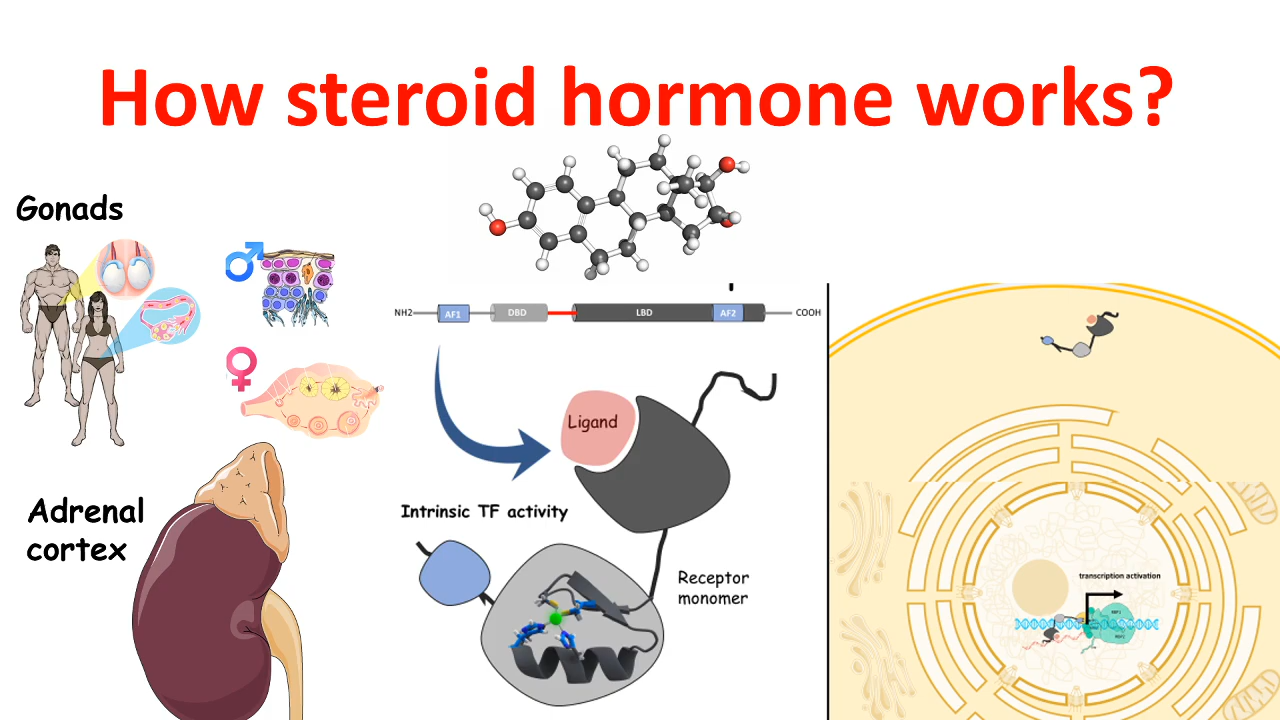 How steroid hormone works?
Gonads
NH2
AF1
DBD
LBD
AF2
COOH
Ligand
Adrenal
cortex
Intrinsic TF activity
Receptor
monomer
transcription activation